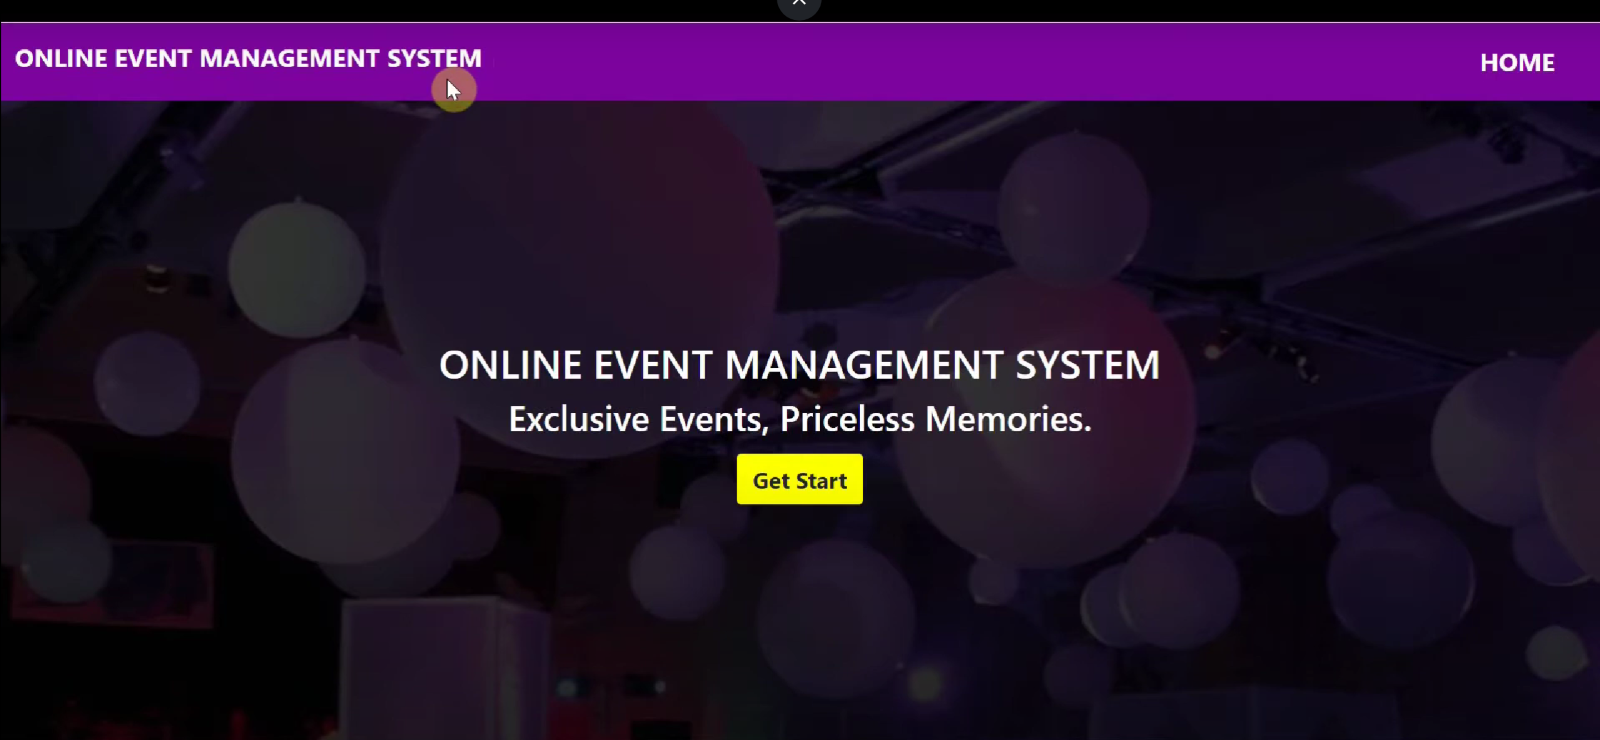 ONLINE EVENT MANAGEMENT SYSTEM
HOME
ONLINE EVENT MANAGEMENT SYSTEM
Exclusive Events, Priceless Memories.
Get Start